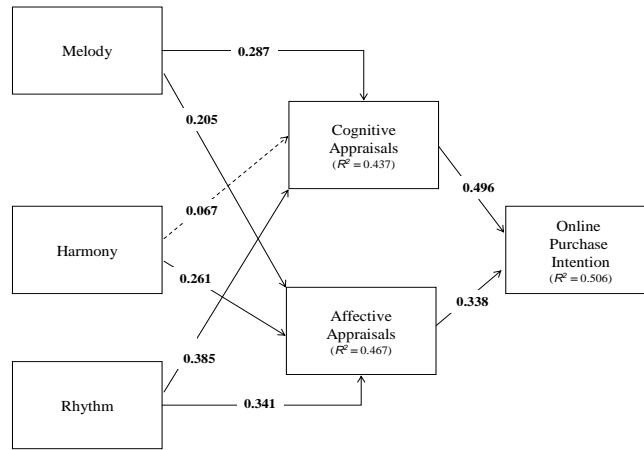 Melody
0.287
0.205
Cognitive
Appraisals
(R² = 0.437)
0.496
0.067
Harmony
Online
Purchase
Intention
(R² = 0.506)
0.261
0.338
Affective
Appraisals
(R² = 0.467)
0.385
Rhythm
0.341